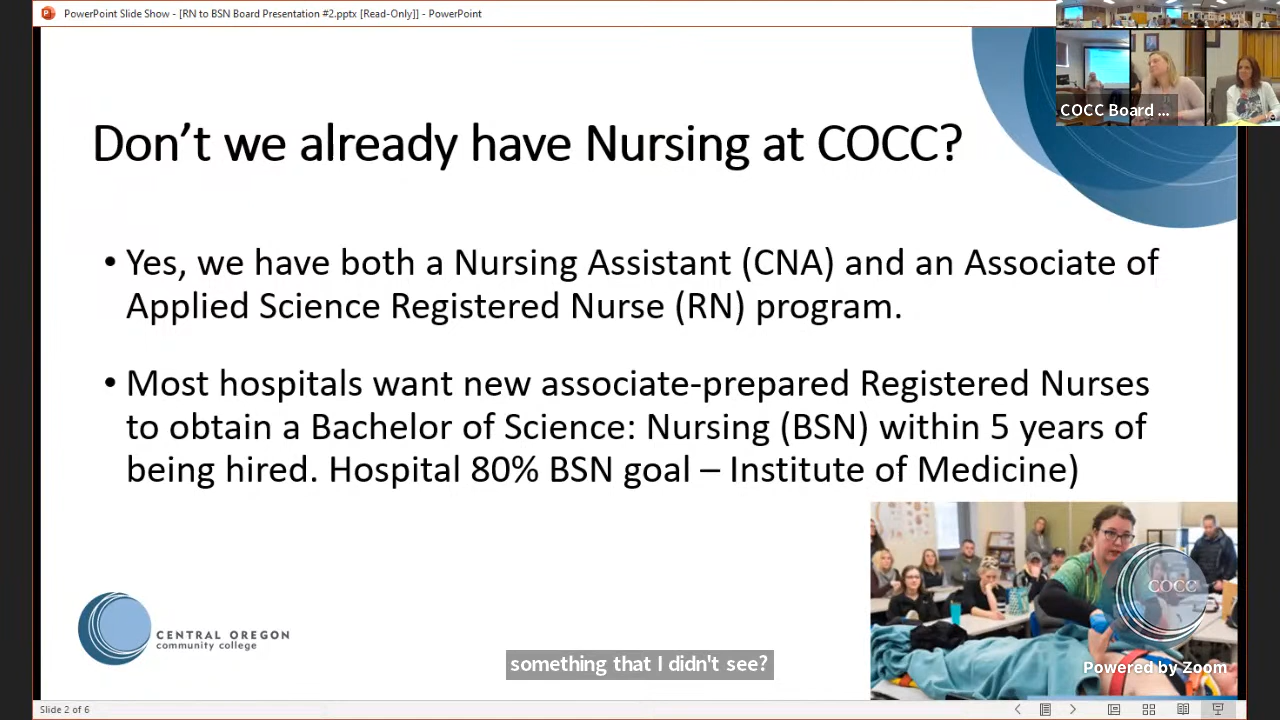 PowerPoint Slide Show - [RN to BSN Board Presentation #2.pptx [Read-Only]] - PowerPoint
COCC Board ...
Don’t we already have Nursing at COCC?
• Yes, we have both a Nursing Assistant (CNA) and an Associate of
Applied Science Registered Nurse (RN) program.
• Most hospitals want new associate-prepared Registered Nurses
to obtain a Bachelor of Science: Nursing (BSN) within 5 years of
being hired. Hospital 80% BSN goal – Institute of Medicine)
COCC
CENTRAL OREGON
community college
something that I didn't see?
Powered by Zoom
Slide 2 of 6